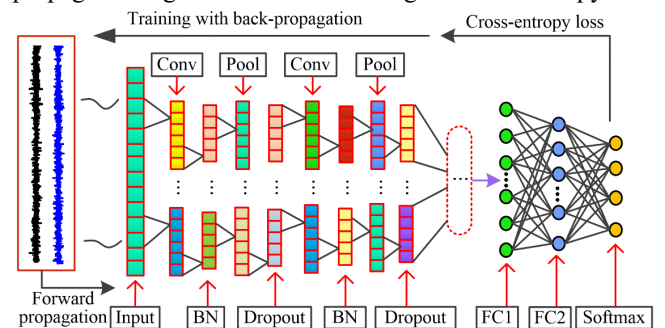 Training with back-propagation
Cross-entropy loss
Conv
Pool
Conv
Pool
Forward
propagation
Input
BN
Dropout
BN
Dropout
FC1
FC2
Softmax